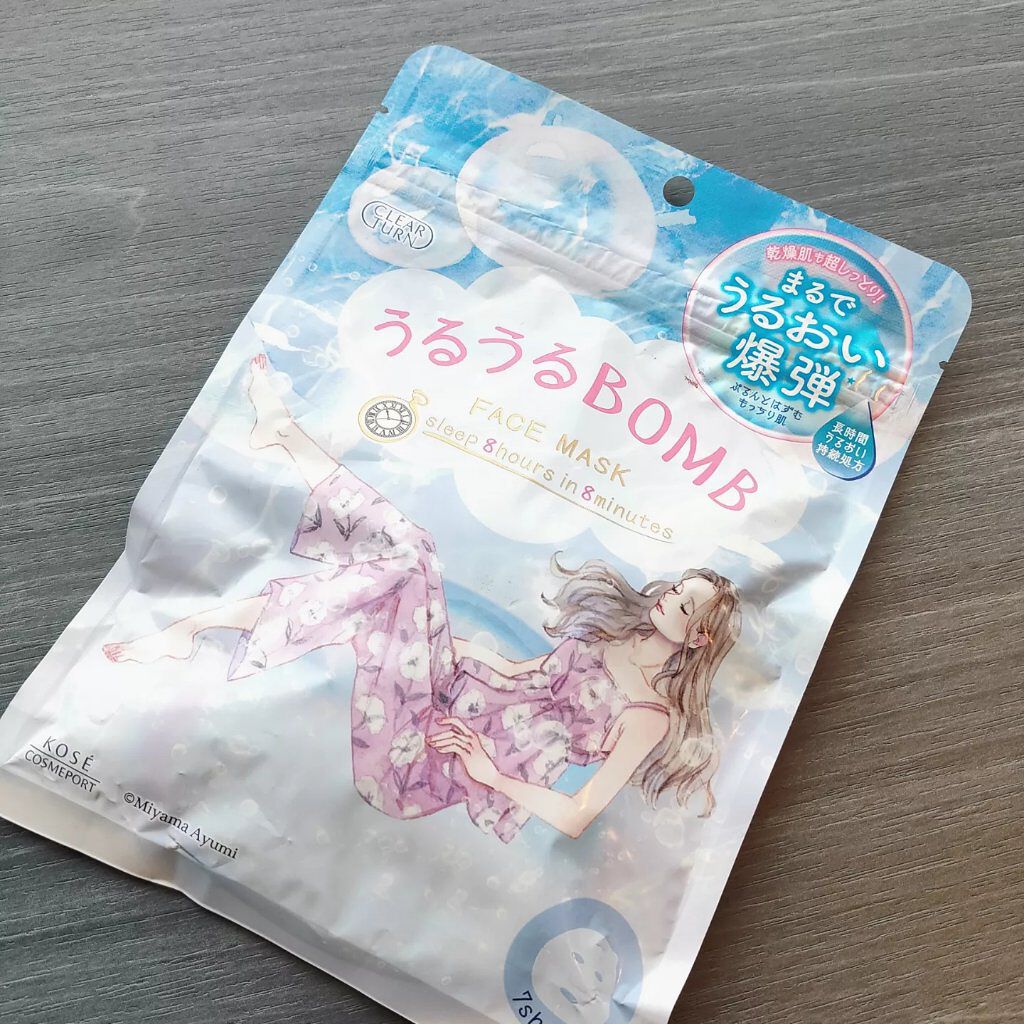 CLEAR
TURN
乾燥肌も超しっとり!
まるで
うるおい
爆弾
ぷるんとはずむ
もっちり肌
長時間
うるおい
持続処方
うるうるBOMB
FACE MASK
sleep 8hours in 8minutes
KOSÉ
COSMEPORT
©Miyama Ayumi